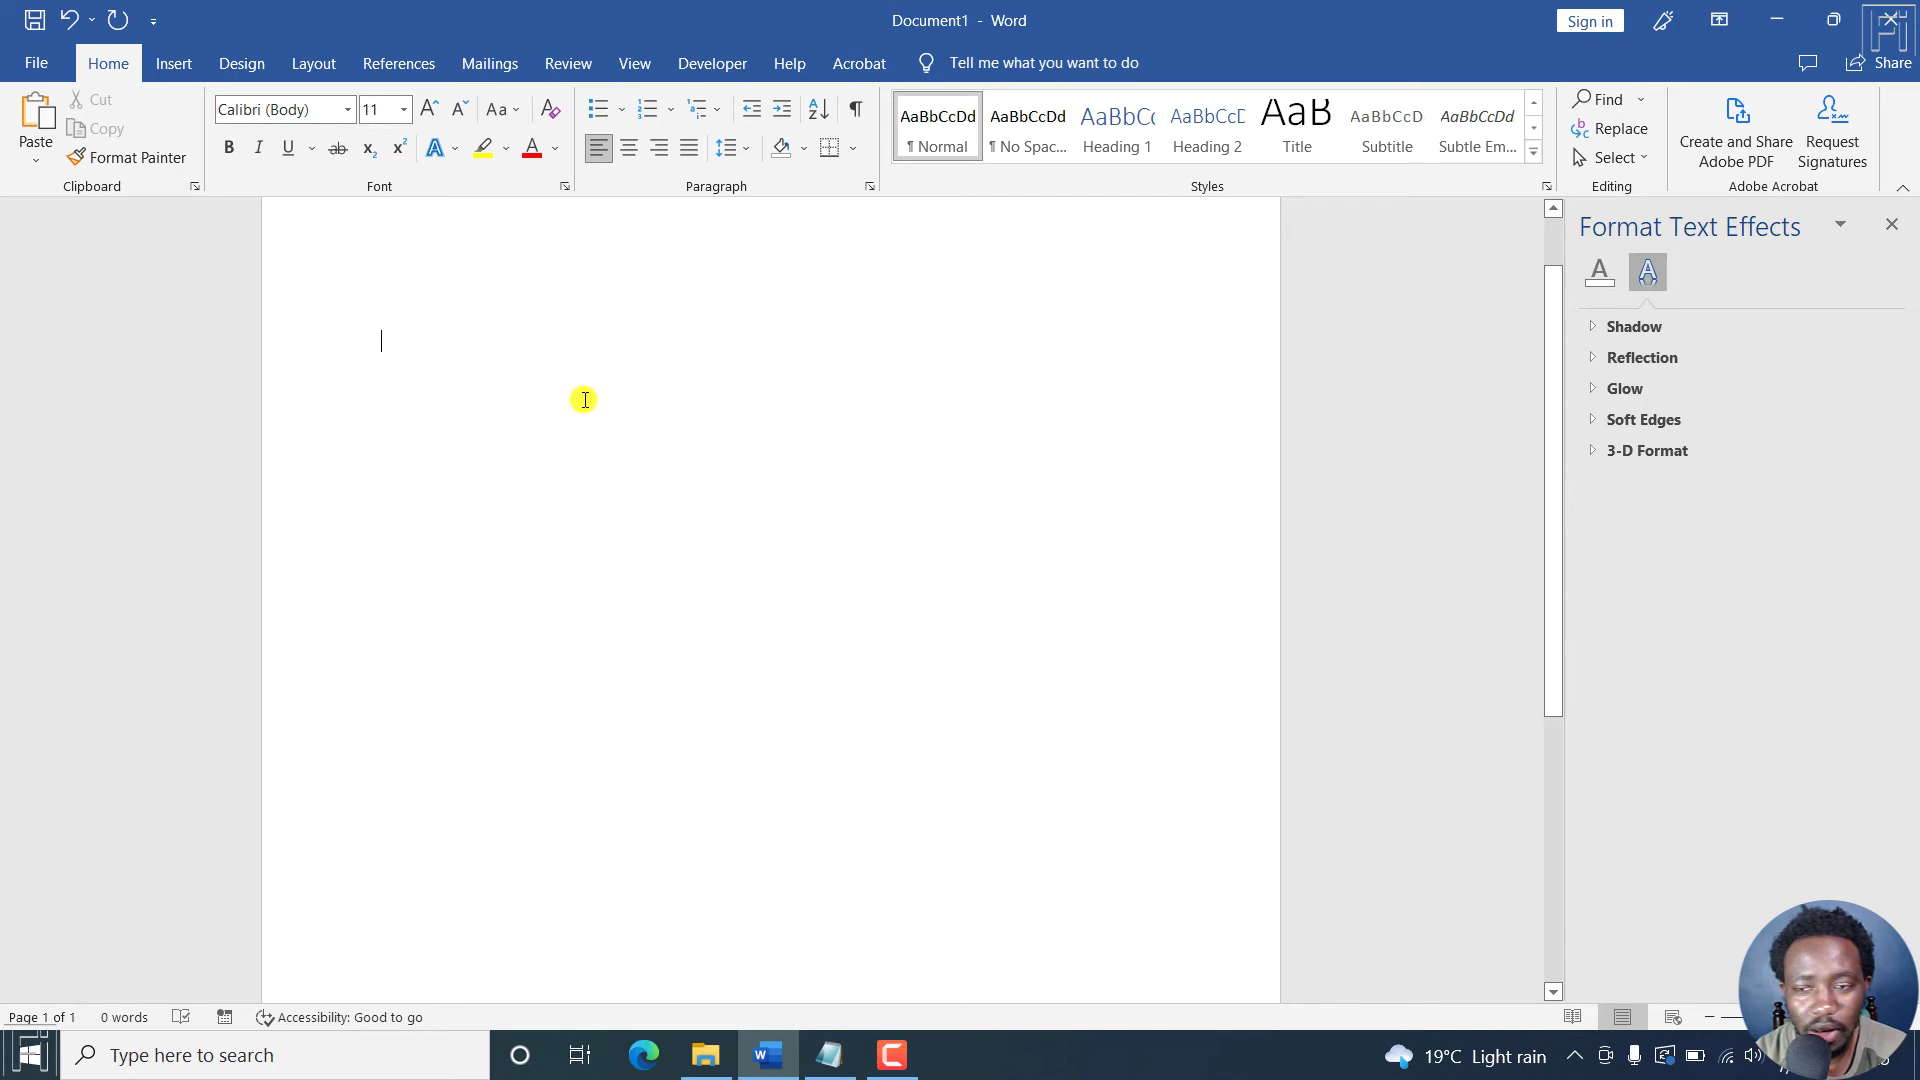 Document1 - Word
Sign in
File
Home
Insert
Design
Layout
References
Mailings
Review
View
Developer
Help
Acrobat
Tell me what you want to do
Share
Paste
Cut
Copy
Format Painter
Clipboard
Calibri (Body)
11
Aa
Font
Paragraph
AaBbCcDd
¶ Normal
AaBbCcDd
¶ No Spac...
AaBbCc
Heading 1
AaBbCcD
Heading 2
AaB
Title
AaBbCcD
Subtitle
AaBbCcDd
Subtle Em...
Styles
Find
Replace
Select
Editing
Create and Share
Adobe PDF
Request
Signatures
Adobe Acrobat
Format Text Effects
Shadow
Reflection
Glow
Soft Edges
3-D Format
Page 1 of 1
0 words
Accessibility: Good to go
Type here to search
19°C Light rain